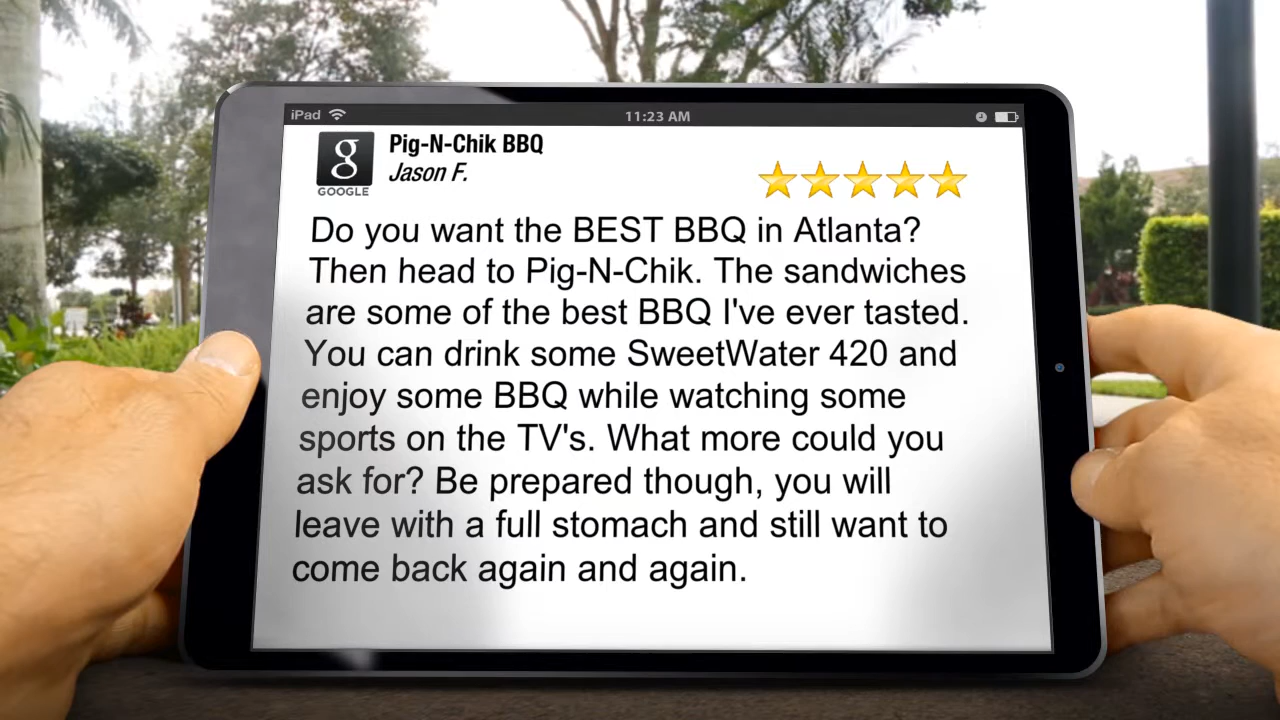 iPad
11:23 AM
g
GOOGLE
Pig-N-Chik BBQ
Jason F.
Do you want the BEST BBQ in Atlanta?
Then head to Pig-N-Chik. The sandwiches
are some of the best BBQ I've ever tasted.
You can drink some SweetWater 420 and
enjoy some BBQ while watching some
sports on the TV's. What more could you
ask for? Be prepared though, you will
leave with a full stomach and still want to
come back again and again.